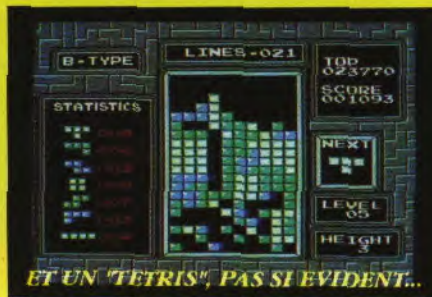 B-TYPE
LINES-021
TOP
023770
SCORE
001093
STATISTICS
NEXT
LEVEL
05
HEIGHT
3
ET UN "TETRIS", PAS SI EVIDENT...